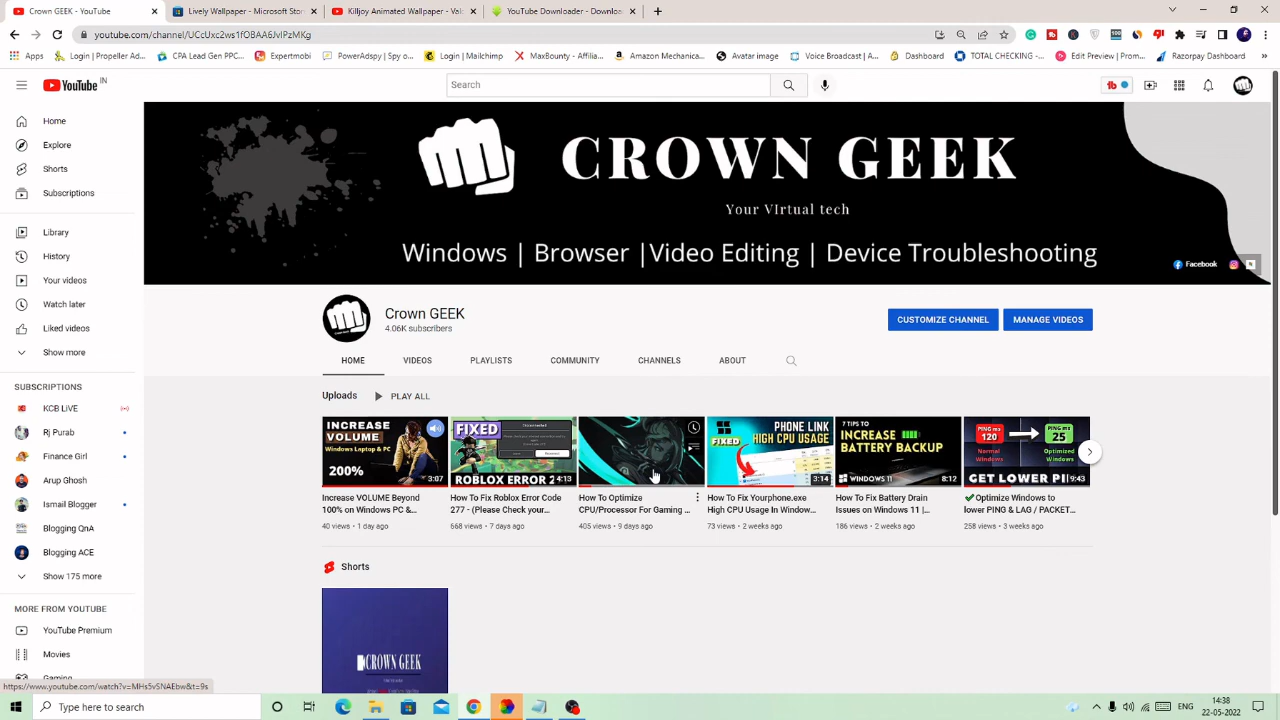 Crown GEEK - YouTube
Lively Wallpaper - Microsoft Stor
YouTube Downloader - Download
youtube.com/channel/UCcUxc2ws1fOBAA6JvIPzMKg
Apps
Login | Propeller Ad...
CPA Lead Gen PPC...
Expertmobi
PowerAdSpy - Spy...
Login | Mailchimp
MaxBounty - Affilia...
Amazon Mechanica...
Avatar image
Voice Broadcast | A...
Dashboard
TOTAL CHECKING -...
Edit Preview...
Razorpay Dashboard
YouTube IN
Search
Home
Explore
Shorts
Subscriptions
Library
History
Your videos
Watch later
Liked videos
Show more
SUBSCRIPTIONS
KCB LIVE
Rj Purab
Finance Girl
Arug Ghosh
Ismail Blogger
Blogging QnA
Blogging ACE
Show 175 more
MORE FROM YOUTUBE
YouTube Premium
Movies
Gaming
CROWN GEEK
Your VIrtual tech
Windows | Browser |Video Editing | Device Troubleshooting
Facebook
Crown GEEK
4.06K subscribers
CUSTOMIZE CHANNEL
MANAGE VIDEOS
HOME
VIDEOS
PLAYLISTS
COMMUNITY
CHANNELS
ABOUT
Uploads
PLAY ALL
INCREASE
VOLUME
Windows Laptop & PC
200%
3:07
Increase VOLUME Beyond
100% on Windows PC &...
40 views • 1 day ago
FIXED
ROBLOX ERROR 2
4:13
How To Fix Roblox Error Code
277 - (Please Check your...
668 views • 7 days ago
How To Optimize
CPU/Processor For Gaming ...
405 views • 9 days ago
PHONE LINK
HIGH CPU USAGE
FIXED
3:14
How To Fix Yourphone.exe
High CPU Usage In Window...
73 views • 2 weeks ago
7 TIPS TO
INCREASE
BATTERY BACKUP
WINDOWS 11
8:12
How To Fix Battery Drain
Issues on Windows 11 |...
186 views • 2 weeks ago
PING ms
120
PING ms
25
Normal
Windows
Optimized
Windows
GET LOWER PI
9:43
✔Optimize Windows to
lower PING & LAG / PACKET...
258 views • 3 weeks ago
Shorts
CROWN GEEK
https://www.youtube.com/watch?v=MHs5vSNAEbw&t=9s
Type here to search
ENG
14:38
22-05-2022